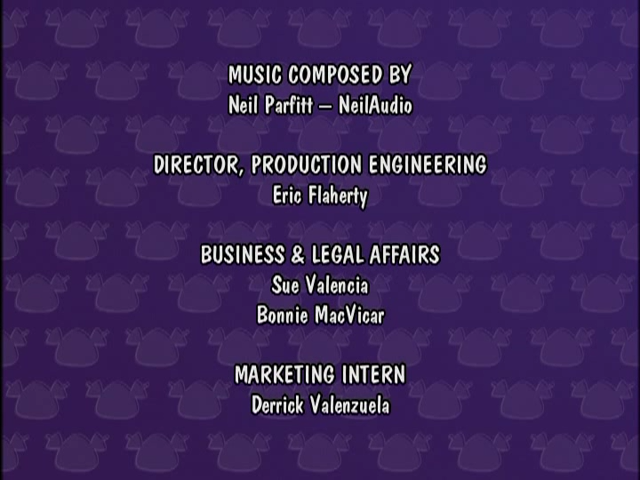 MUSIC COMPOSED BY
Neil Parfitt – NeilAudio
DIRECTOR, PRODUCTION ENGINEERING
Eric Flaherty
BUSINESS & LEGAL AFFAIRS
Sue Valencia
Bonnie MacVicar
MARKETING INTERN
Derrick Valenzuela